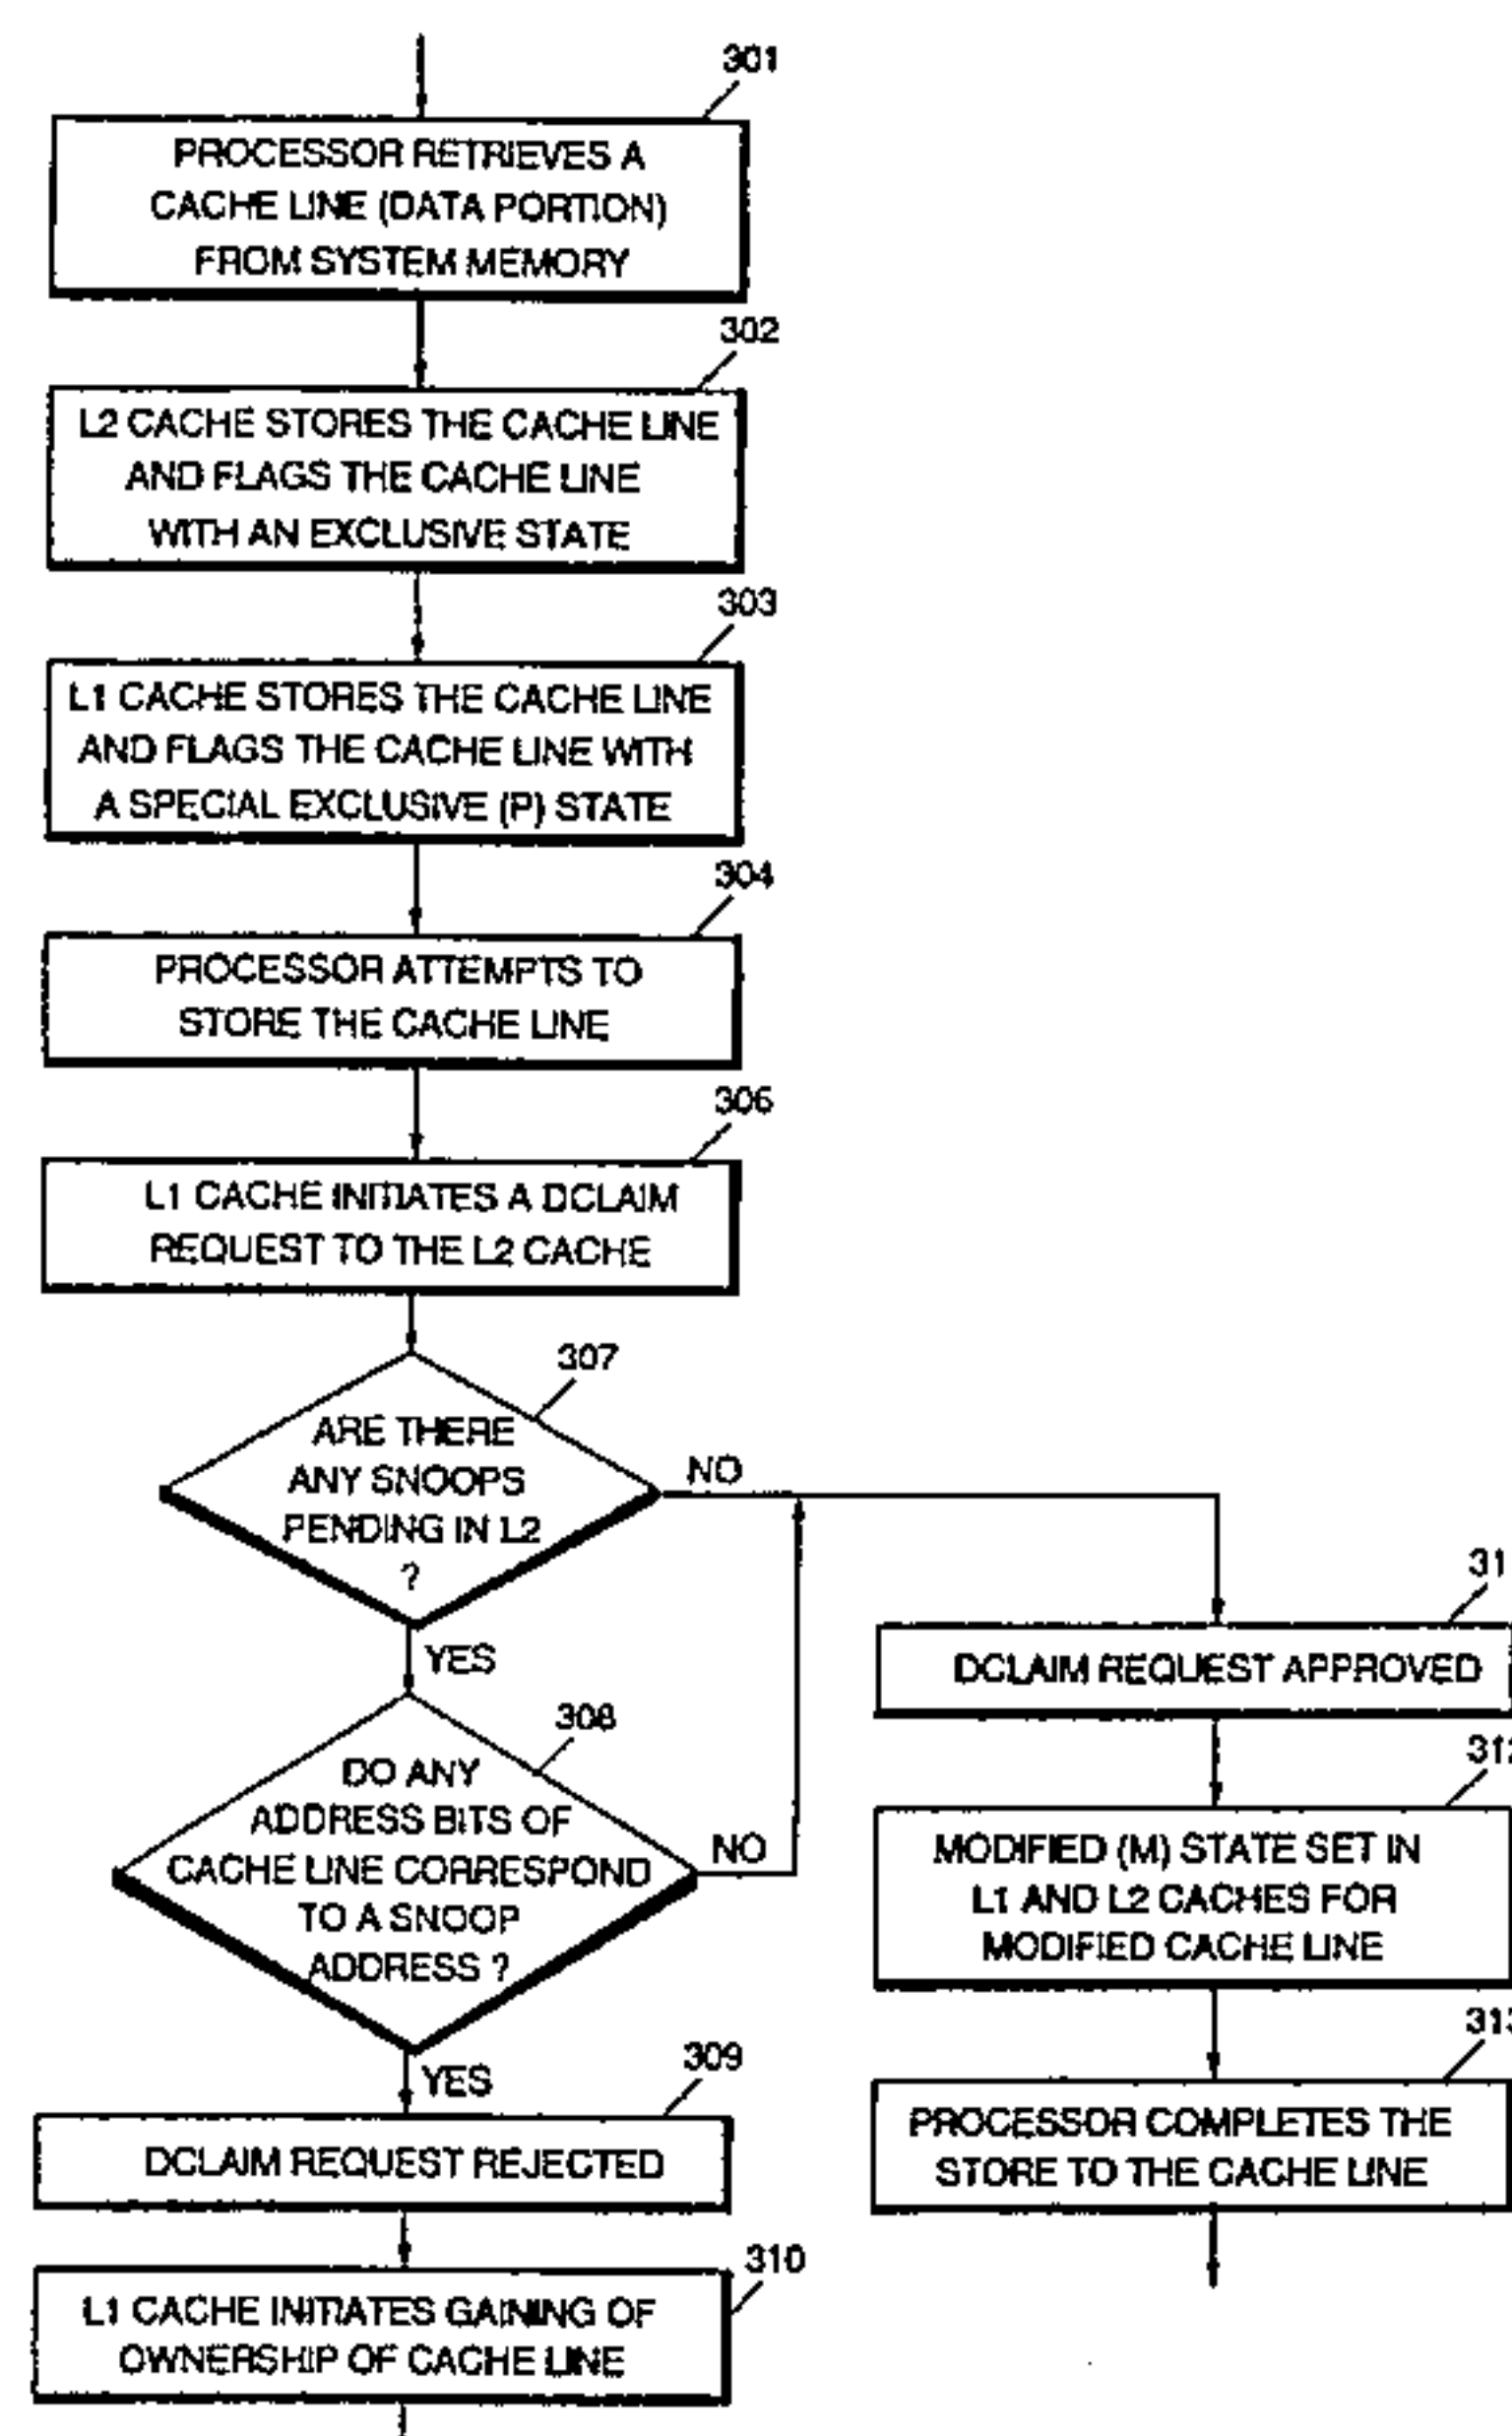 301
PROCESSOR RETRIEVES A
CACHE LINE (DATA PORTION)
FROM SYSTEM MEMORY
302
L2 CACHE STORES THE CACHE LINE
AND FLAGS THE CACHE LINE
WITH AN EXCLUSIVE STATE
303
L1 CACHE STORES THE CACHE LINE
AND FLAGS THE CACHE LINE WITH
A SPECIAL EXCLUSIVE (P) STATE
304
PROCESSOR ATTEMPTS TO
STORE THE CACHE LINE
306
L1 CACHE INITIATES A DCLAIM
REQUEST TO THE L2 CACHE
307
ARE THERE
ANY SNOOPS
PENDING IN L2
?
NO
YES
308
DO ANY
ADDRESS BITS OF
CACHE LINE CORRESPOND
TO A SNOOP
ADDRESS ?
NO
YES
309
DCLAIM REQUEST REJECTED
310
L1 CACHE INITIATES GAINING OF
OWNERSHIP OF CACHE LINE
31
DCLAIM REQUEST APPROVED
312
MODIFIED (M) STATE SET IN
L1 AND L2 CACHES FOR
MODIFIED CACHE LINE
313
PROCESSOR COMPLETES THE
STORE TO THE CACHE LINE